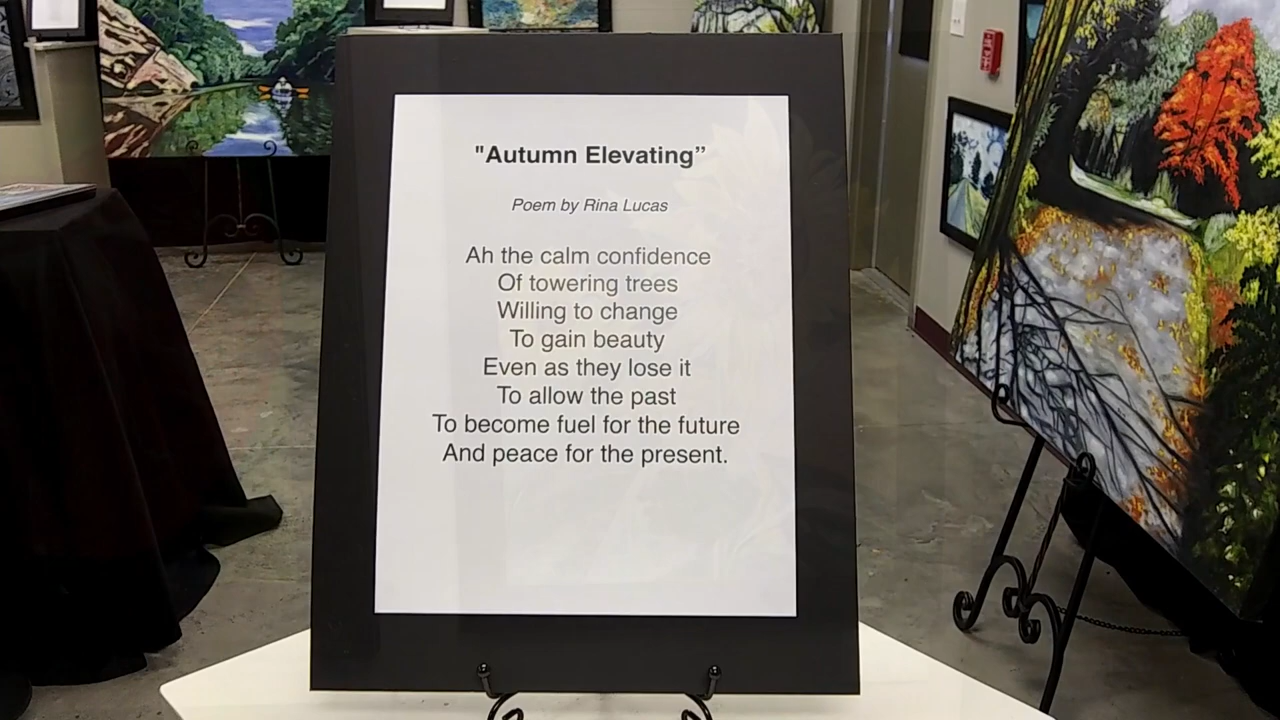 "Autumn Elevating”
Poem by Rina Lucas
Ah the calm confidence
Of towering trees
Willing to change
To gain beauty
Even as they lose it
To allow the past
To become fuel for the future
And peace for the present.